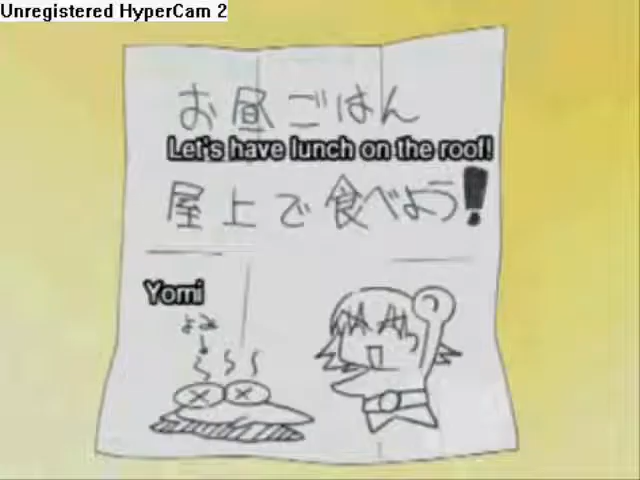 Unregistered HyperCam 2
お昼ごはん
Let's have lunch on the roof!
屋上で食べよう!
Yomi
よみ